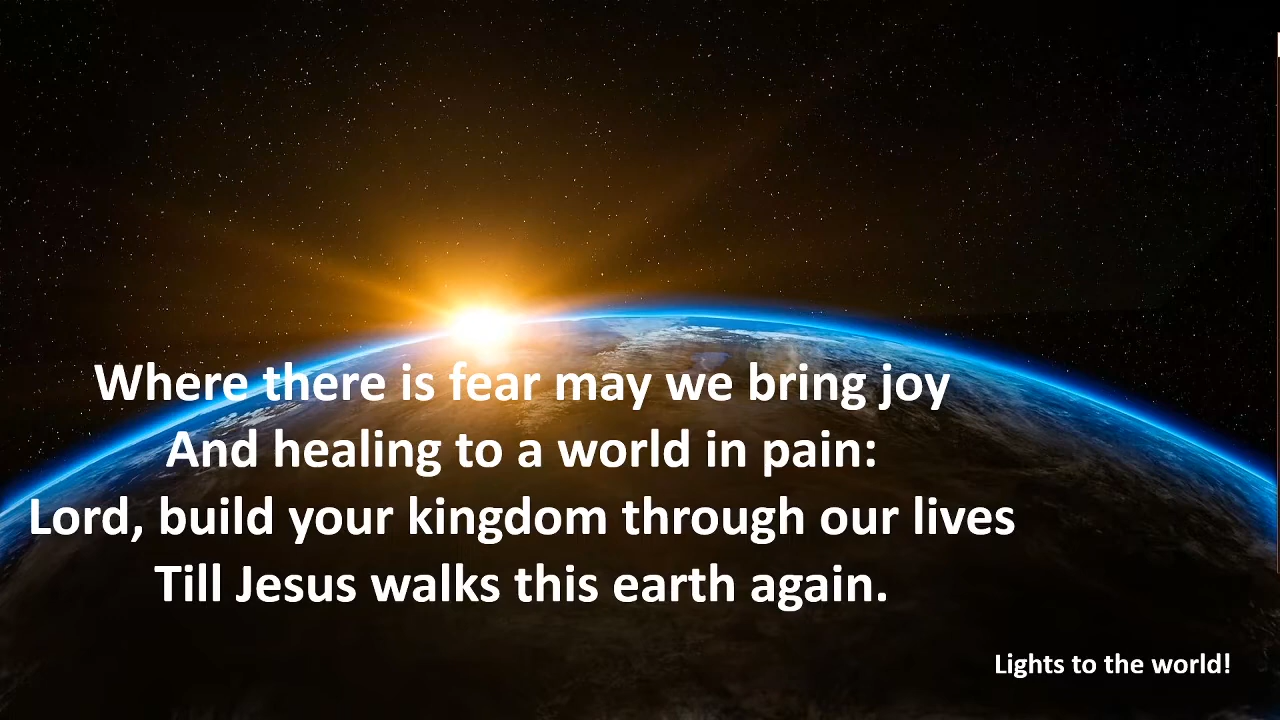 Where there is fear may we bring joy
And healing to a world in pain:
Lord, build your kingdom through our lives
Till Jesus walks this earth again.
Lights to the world!